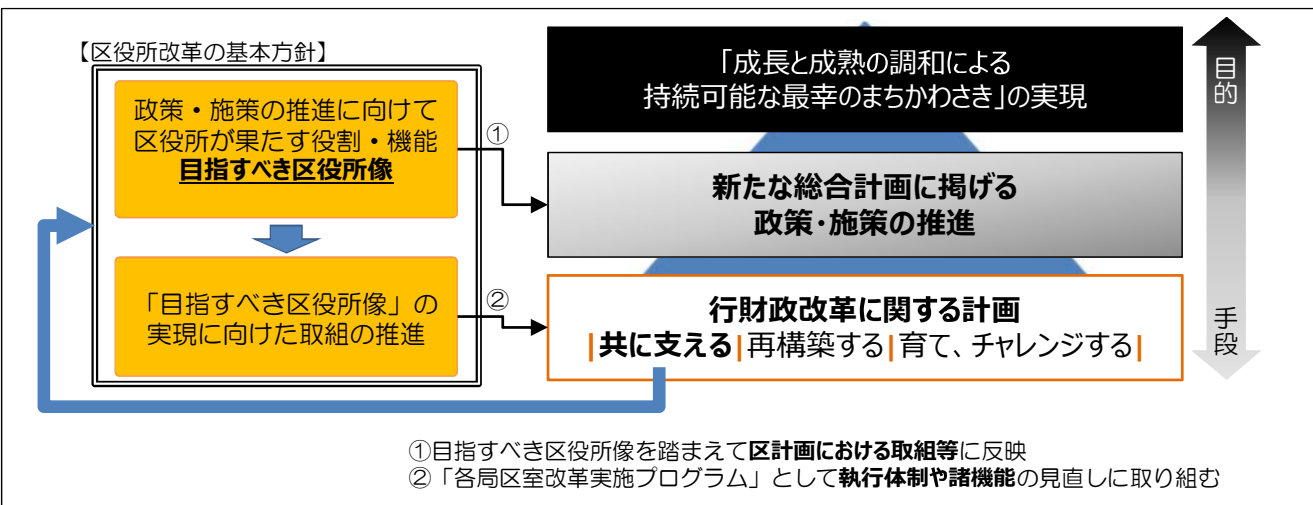 【区役所改革の基本方針】
政策・施策の推進に向けて
区役所が果たす役割・機能
目指すべき区役所像
①
「目指すべき区役所像」の
実現に向けた取組の推進
②
「成長と成熟の調和による
持続可能な最幸のまちかわさき」の実現
新たな総合計画に掲げる
政策・施策の推進
行財政改革に関する計画
|共に支える|再構築する|育て、チャレンジする|
目的
手段
①目指すべき区役所像を踏まえて区計画における取組等に反映
②「各局区室改革実施プログラム」として執行体制や諸機能の見直しに取り組む